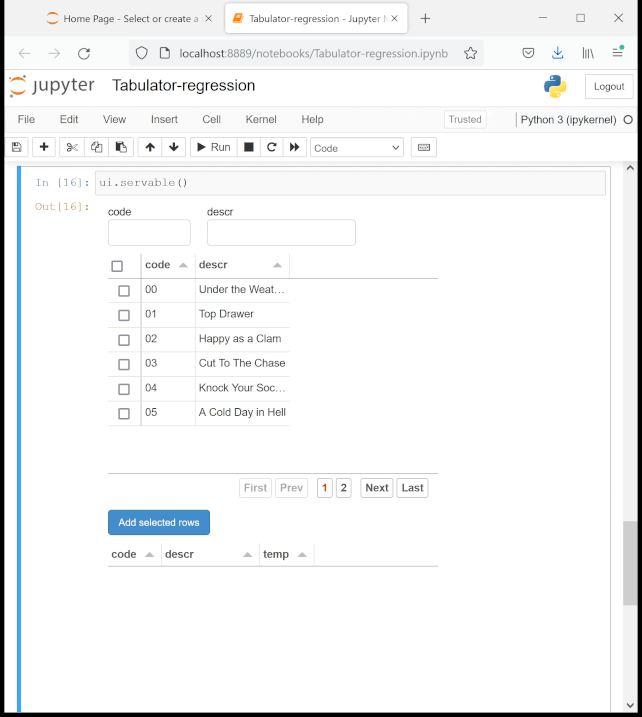 Home Page - Select or create a
Tabulator-regression - Jupyter N
localhost:8889/notebooks/Tabulator-regression.ipynb
jupyter Tabulator-regression
Logout
File Edit View Insert Cell Kernel Help
Trusted Python 3 (ipykernel)
Run Code
In [16]: ui.servable()
Out[16]:
code descr
code descr
00 Under the Weat...
01 Top Drawer
02 Happy as a Clam
03 Cut To The Chase
04 Knock Your Soc...
05 A Cold Day in Hell
First Prev 1 2 Next Last
Add selected rows
code descr temp